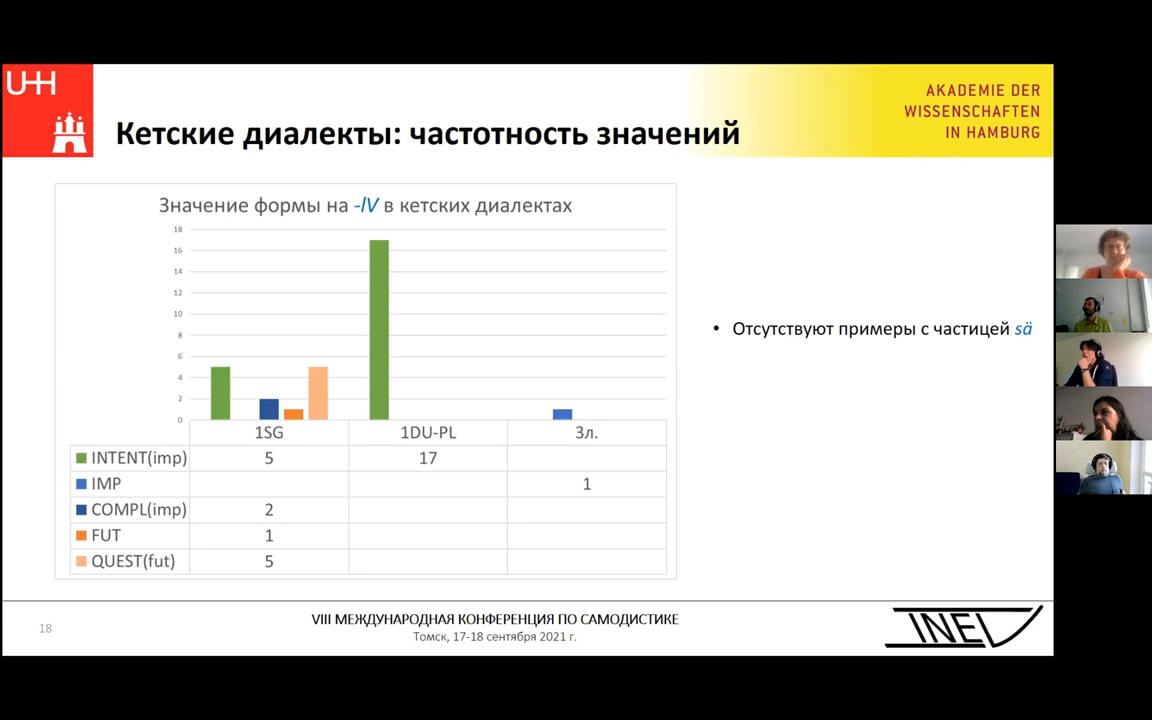 UHH
AKADEMIE DER
WISSENSCHAFTEN
IN HAMBURG
Кетские диалекты: частотность значений
Значение формы на -lV в кетских диалектах
18
16
14
12
10
8
6
4
2
0
1SG 1DU-PL 3л.
INTENT(imp) 5 17
IMP 1
COMPL(imp) 2
FUT 1
QUEST(fut) 5
• Отсутствуют примеры с частицей sä
18
VIII МЕЖДУНАРОДНАЯ КОНФЕРЕНЦИЯ ПО САМОДИСТИКЕ
Томск, 17-18 сентября 2021 г.
INEL